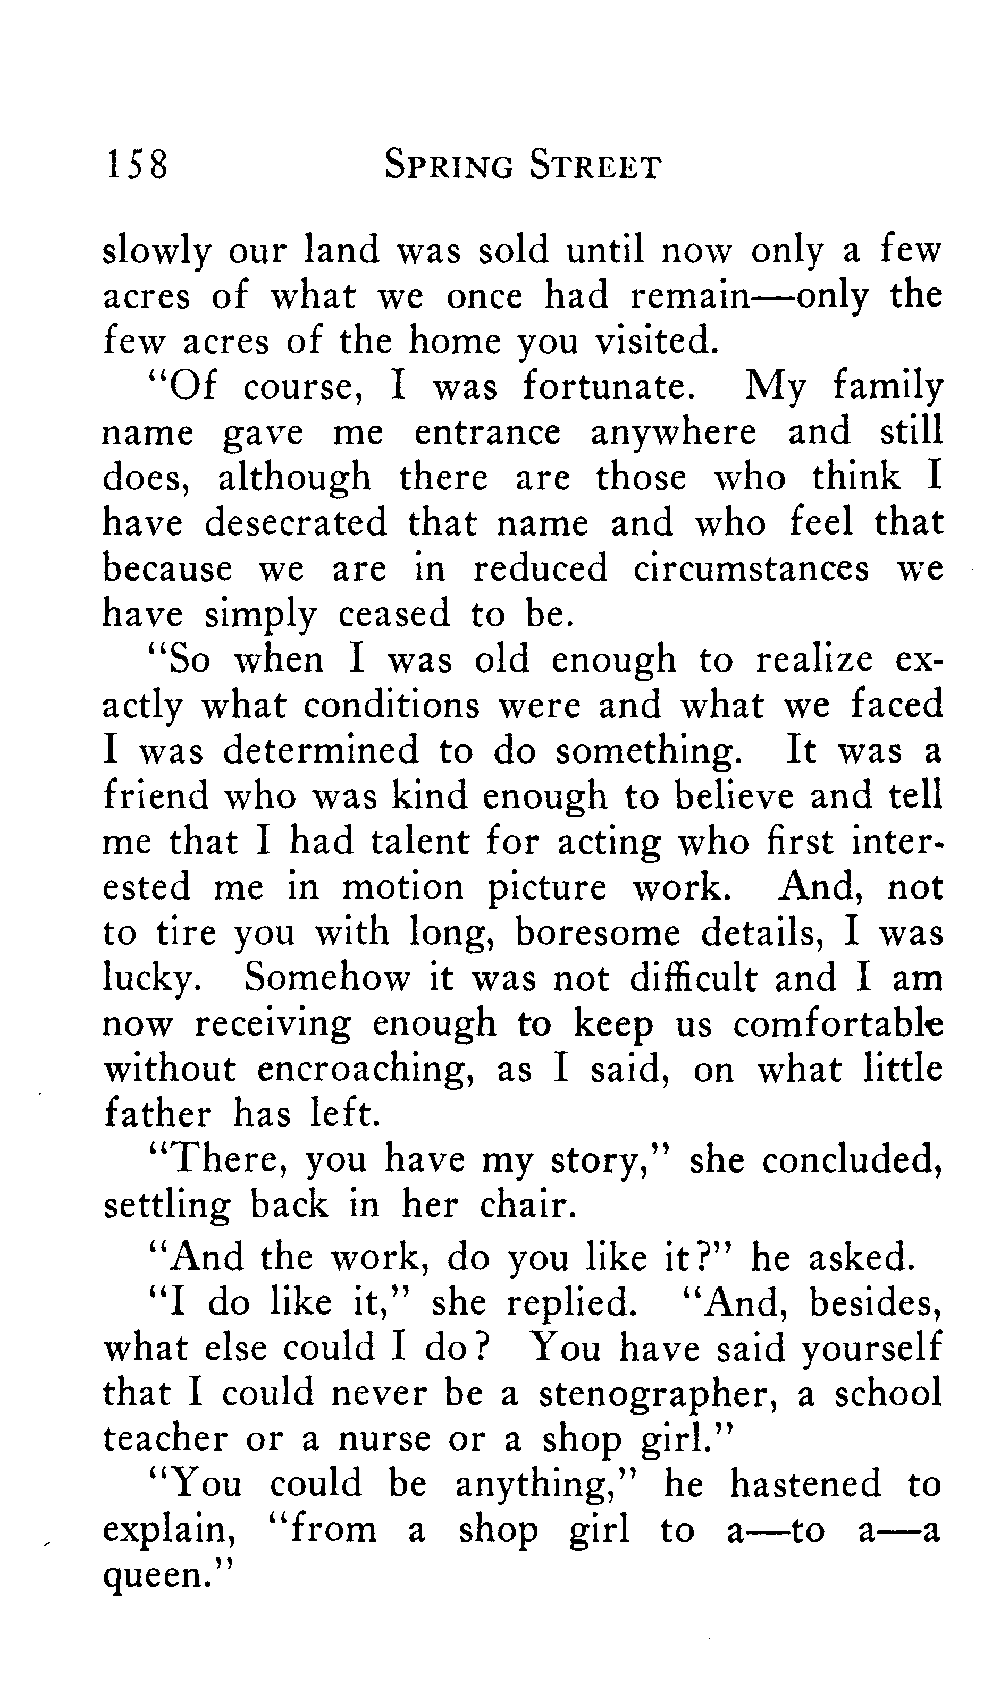 158 SPRING STREET
slowly our land was sold until now only a few
acres of what we once had remain—only the
few acres of the home you visited.
"Of course, I was fortunate. My family
name gave me entrance anywhere and still
does, although there are those who think I
have desecrated that name and who feel that
because we are in reduced circumstances we
have simply ceased to be.
"So when I was old enough to realize ex-
actly what conditions were and what we faced
I was determined to do something. It was a
friend who was kind enough to believe and tell
me that I had talent for acting who first inter-
ested me in motion picture work. And, not
to tire you with long, boresome details, I was
lucky. Somehow it was not difficult and I am
now receiving enough to keep us comfortable
without encroaching, as I said, on what little
father has left.
"There, you have my story," she concluded,
settling back in her chair.
"And the work, do you like it?" he asked.
"I do like it," she replied. "And, besides,
what else could I do? You have said yourself
that I could never be a stenographer, a school
teacher or a nurse or a shop girl."
"You could be anything," he hastened to
explain, "from a shop girl to a—to a—a
queen."